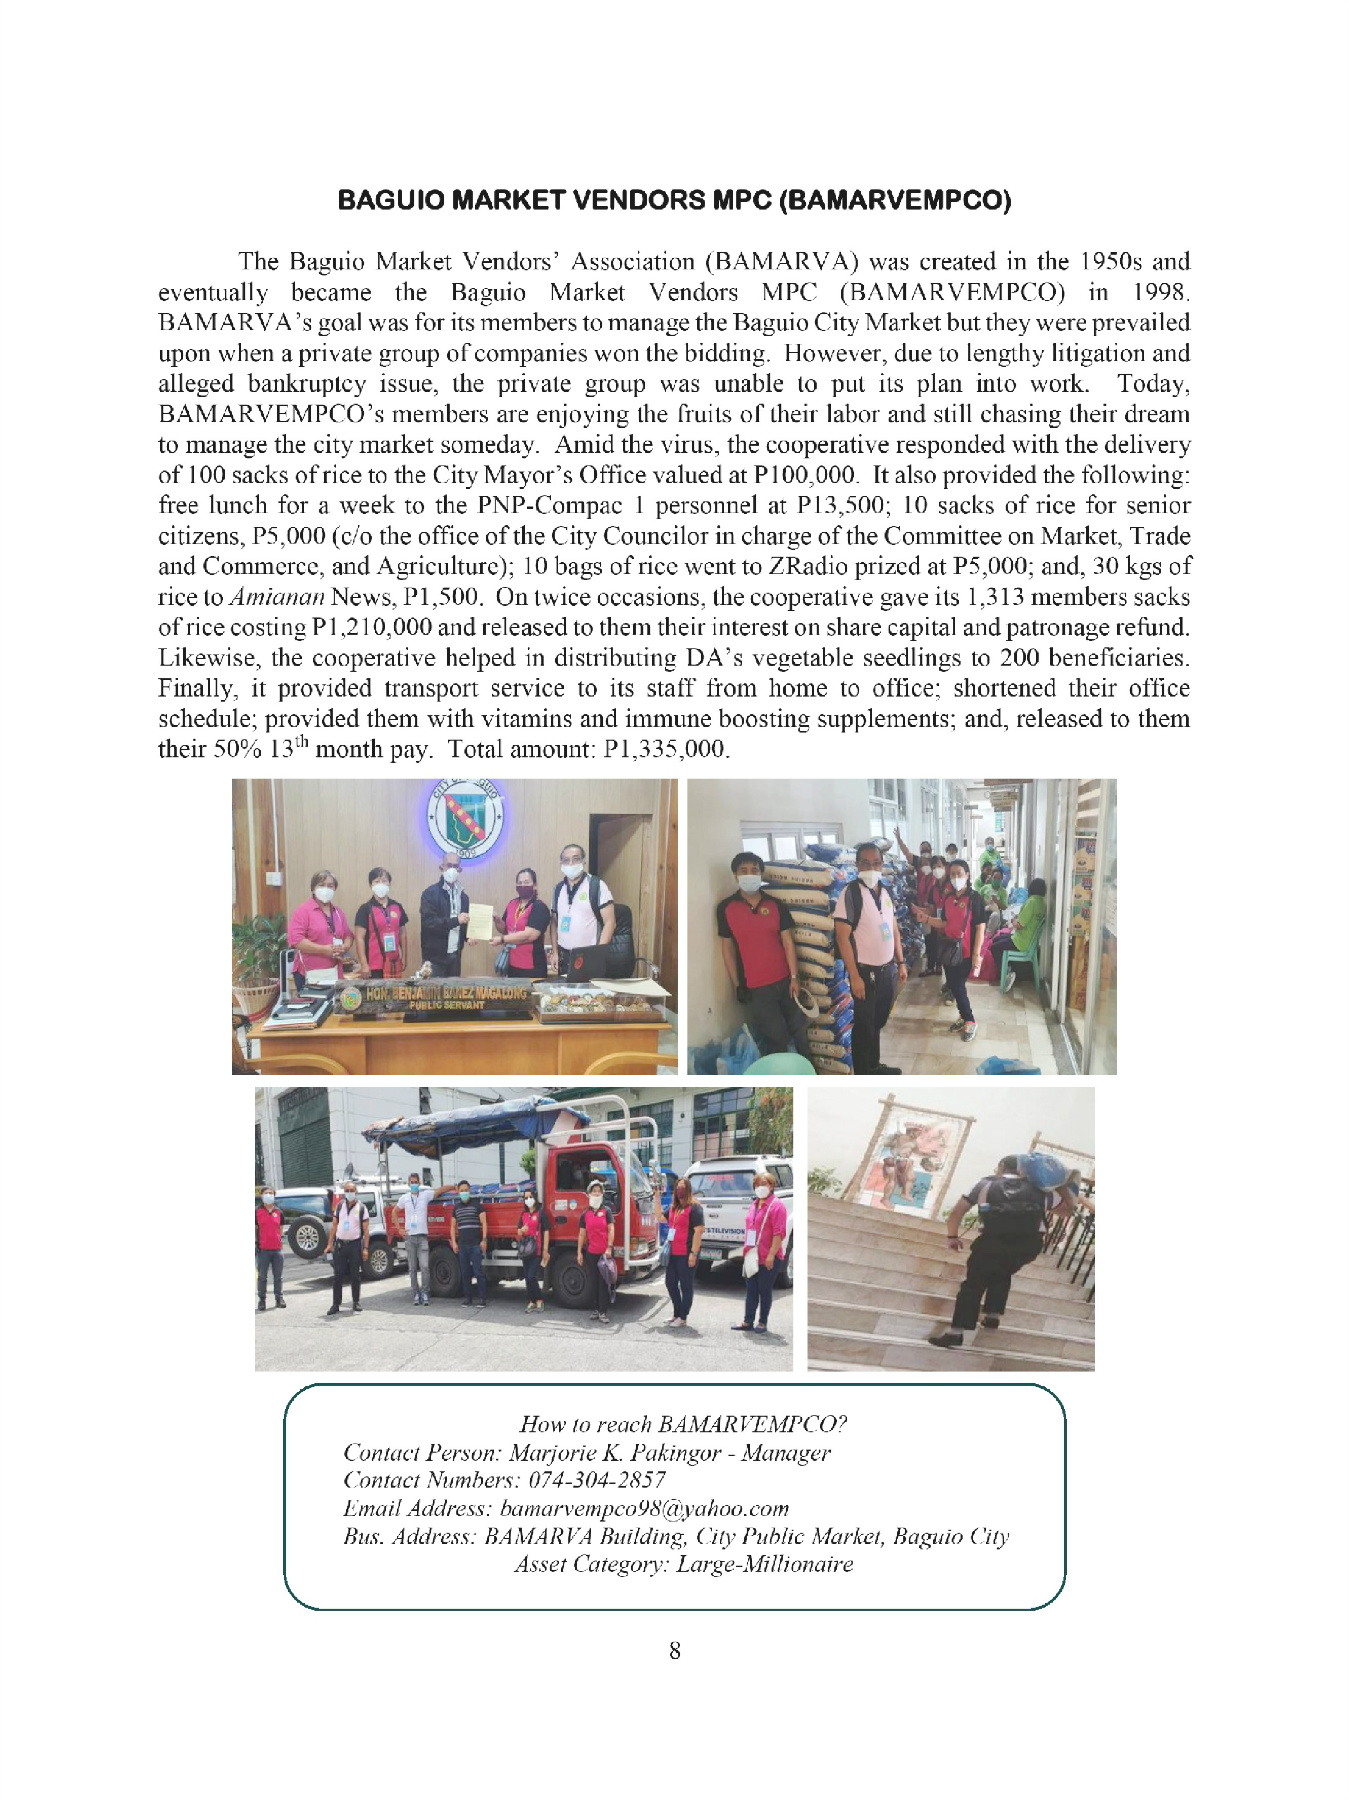 BAGUIO MARKET VENDORS MPC (BAMARVEMPCO)
The Baguio Market Vendors’ Association (BAMARVA) was created in the 1950s and
eventually became the Baguio Market Vendors MPC (BAMARVEMPCO) in 1998.
BAMARVA’s goal was for its members to manage the Baguio City Market but they were prevailed
upon when a private group of companies won the bidding. However, due to lengthy litigation and
alleged bankruptcy issue, the private group was unable to put its plan into work. Today,
BAMARVEMPCO’s members are enjoying the fruits of their labor and still chasing their dream
to manage the city market someday. Amid the virus, the cooperative responded with the delivery
of 100 sacks of rice to the City Mayor’s Office valued at P100,000. It also provided the following:
free lunch for a week to the PNP-Compac 1 personnel at P13,500; 10 sacks of rice for senior
citizens, P5,000 (c/o the office of the City Councilor in charge of the Committee on Market, Trade
and Commerce, and Agriculture); 10 bags of rice went to ZRadio prized at P5,000; and, 30 kgs of
rice to Amianan News, P1,500. On twice occasions, the cooperative gave its 1,313 members sacks
of rice costing P1,210,000 and released to them their interest on share capital and patronage refund.
Likewise, the cooperative helped in distributing DA’s vegetable seedlings to 200 beneficiaries.
Finally, it provided transport service to its staff from home to office; shortened their office
schedule; provided them with vitamins and immune boosting supplements; and, released to them
their 50% 13th month pay. Total amount: P1,335,000.
1909
HON. BENJAMIN BANEZ MAGALONG
PUBLIC SERVANT
TELEVISION
How to reach BAMARVEMPCO?
Contact Person: Marjorie K. Pakingor - Manager
Contact Numbers: 074-304-2857
Email Address: bamarvempco98@yahoo.com
Bus. Address: BAMARVA Building, City Public Market, Baguio City
Asset Category: Large-Millionaire
8